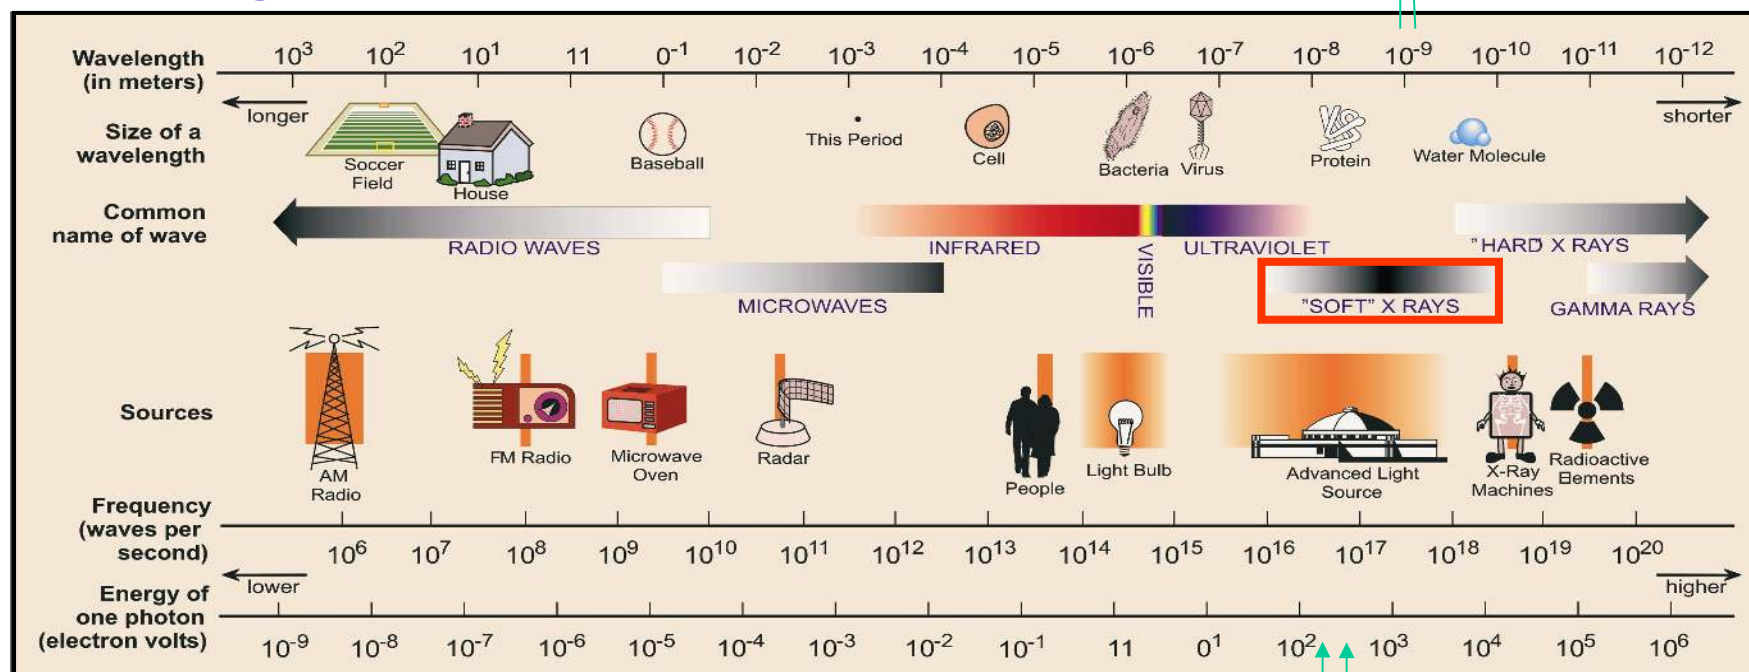 Wavelength
(in meters)
10³ 10² 10¹ 11 0⁻¹ 10⁻² 10⁻³ 10⁻⁴ 10⁻⁵ 10⁻⁶ 10⁻⁷ 10⁻⁸ 10⁻⁹ 10⁻¹⁰ 10⁻¹¹ 10⁻¹²
longer
shorter
Size of a
wavelength
Soccer
Field
House
Baseball
This Period
Cell
Bacteria
Virus
Protein
Water Molecule
Common
name of wave
RADIO WAVES
INFRARED
VISIBLE
ULTRAVIOLET
"HARD X RAYS
MICROWAVES
"SOFT" X RAYS
GAMMA RAYS
Sources
AM
Radio
FM Radio
Microwave
Oven
Radar
People
Light Bulb
Advanced Light
Source
X-Ray
Machines
Radioactive
Elements
Frequency
(waves per
second)
10⁶ 10⁷ 10⁸ 10⁹ 10¹⁰ 10¹¹ 10¹² 10¹³ 10¹⁴ 10¹⁵ 10¹⁶ 10¹⁷ 10¹⁸ 10¹⁹ 10²⁰
lower
higher
Energy of
one photon
(electron volts)
10⁻⁹ 10⁻⁸ 10⁻⁷ 10⁻⁶ 10⁻⁵ 10⁻⁴ 10⁻³ 10⁻² 10⁻¹ 11 0¹ 10² 10³ 10⁴ 10⁵ 10⁶